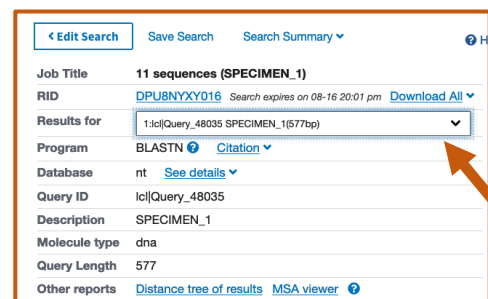 < Edit Search Save Search Search Summary
Job Title 11 sequences (SPECIMEN_1)
RID DPU8NYXY016 Search expires on 08-16 20:01 pm Download All
Results for 1:lcl|Query_48035 SPECIMEN_1(577bp)
Program BLASTN ? Citation
Database nt See details
Query ID lcl|Query_48035
Description SPECIMEN_1
Molecule type dna
Query Length 577
Other reports Distance tree of results MSA viewer ?